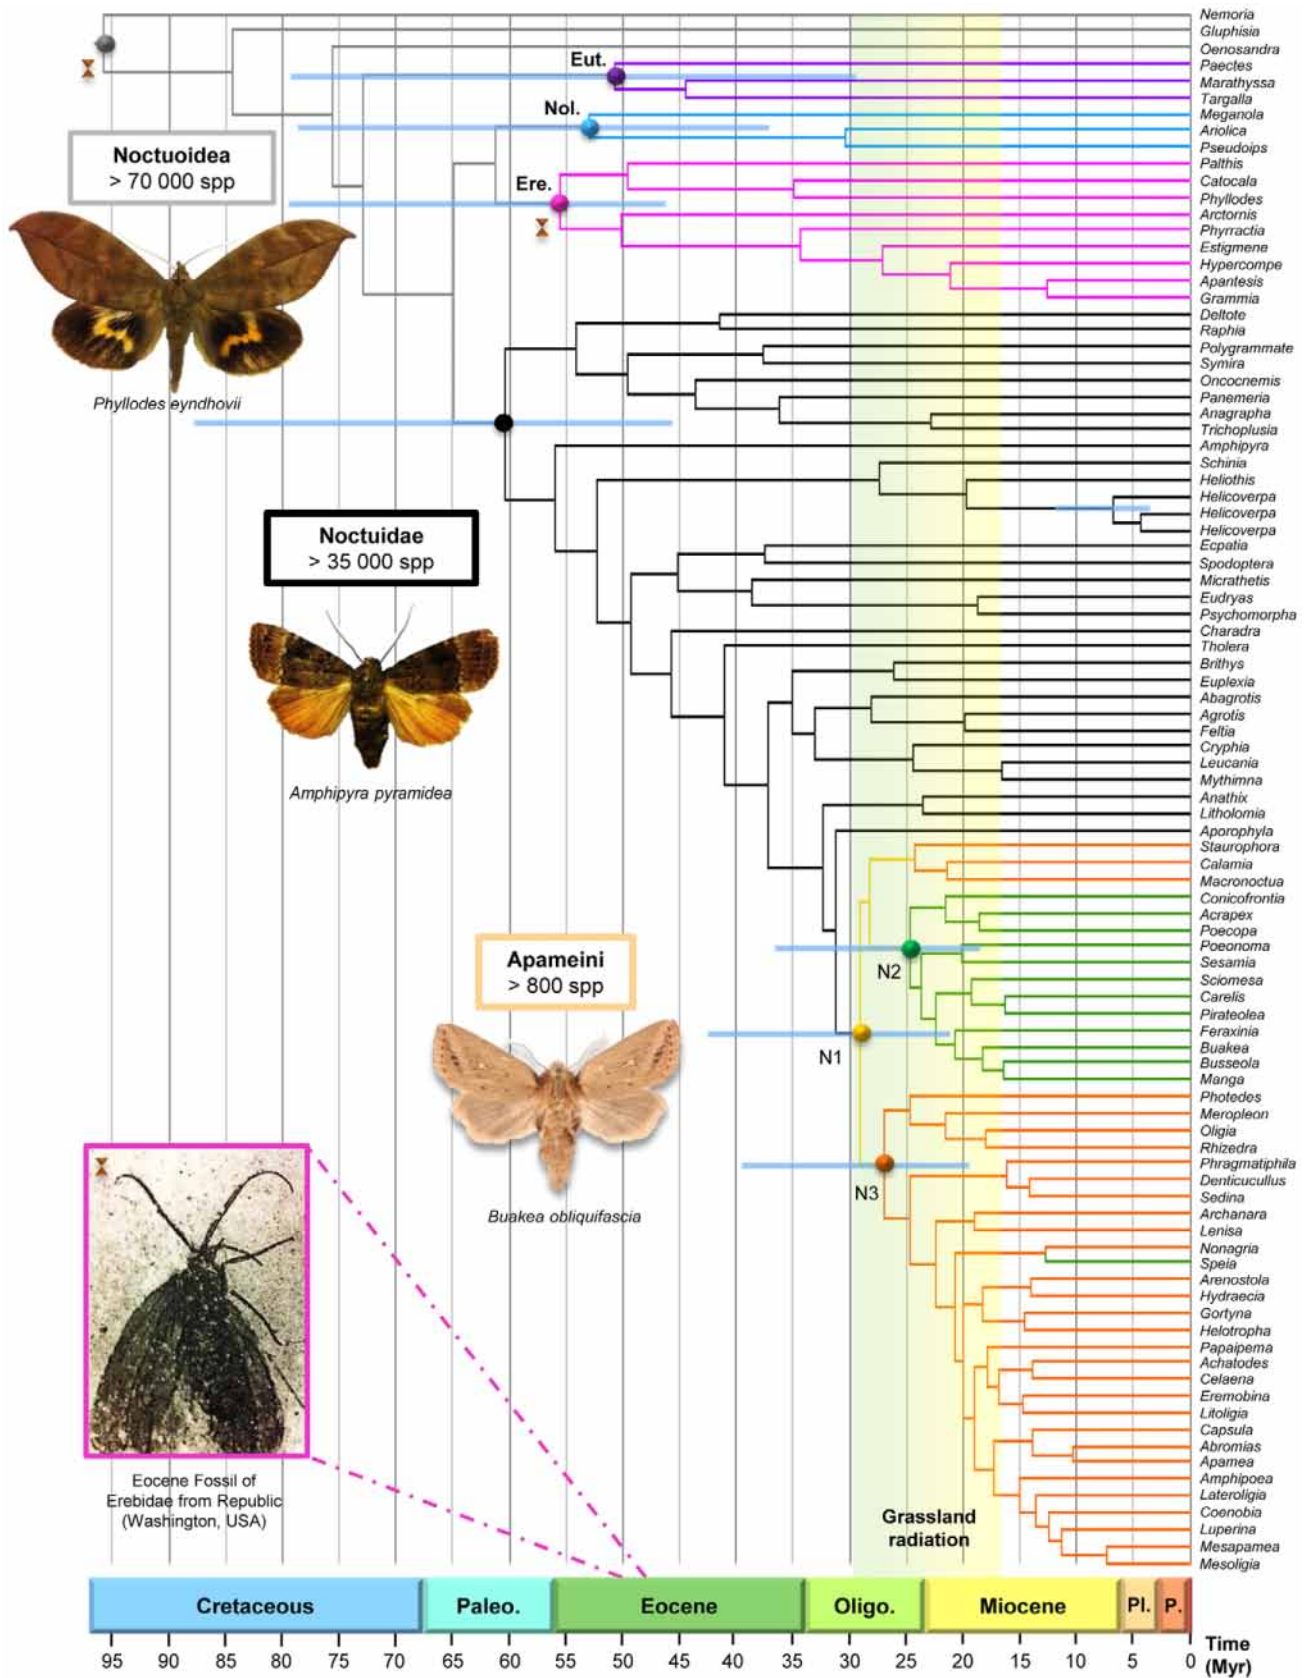 Nemoria
Gluphisia
Oenosandra
Eut.
Paectes
Marathyssa
Targalla
Nol.
Meganola
Ariolica
Pseudoips
Noctuoidea
> 70 000 spp
Ere.
Palthis
Catocala
Phyllodes
Arctornis
Phyrractia
Estigmene
Hypercompe
Apantesis
Grammia
Deltote
Raphia
Polygrammate
Symira
Oncocnemis
Panemeria
Anagrapha
Trichoplusia
Phyllodes eyndhovii
Amphipyra
Schinia
Heliothis
Helicoverpa
Helicoverpa
Helicoverpa
Noctuidae
> 35 000 spp
Ecpatia
Spodoptera
Micrathetis
Eudryas
Psychomorpha
Charadra
Tholera
Brithys
Euplexia
Abagrotis
Agrotis
Feltia
Cryphia
Leucania
Mythimna
Amphipyra pyramidea
Anathix
Litholomia
Aporophyla
Staurophora
Calamia
Macronoctua
Conicofrontia
Acrapex
Poecopa
Poeonoma
Sesamia
Apameini
> 800 spp
N2
Sciomesa
Carelis
Pirateolea
Feraxinia
Buakea
Busseola
Manga
N1
Photedes
Meropleon
Oligia
Rhizedra
Phragmatiphila
Denticucullus
Sedina
N3
Buakea obliquifascia
Archanara
Lenisa
Nonagria
Speia
Arenostola
Hydraecia
Gortyna
Helotropha
Papaipema
Achatodes
Celaena
Eremobina
Litoligia
Capsula
Abromias
Apamea
Amphipoea
Lateroligia
Coenobia
Luperina
Mesapamea
Mesoligia
Eocene Fossil of
Erebidae from Republic
(Washington, USA)
Grassland
radiation
Cretaceous
Paleo.
Eocene
Oligo.
Miocene
Pl.
P.
95 90 85 80 75 70 65 60 55 50 45 40 35 30 25 20 15 10 5 0
Time
(Myr)